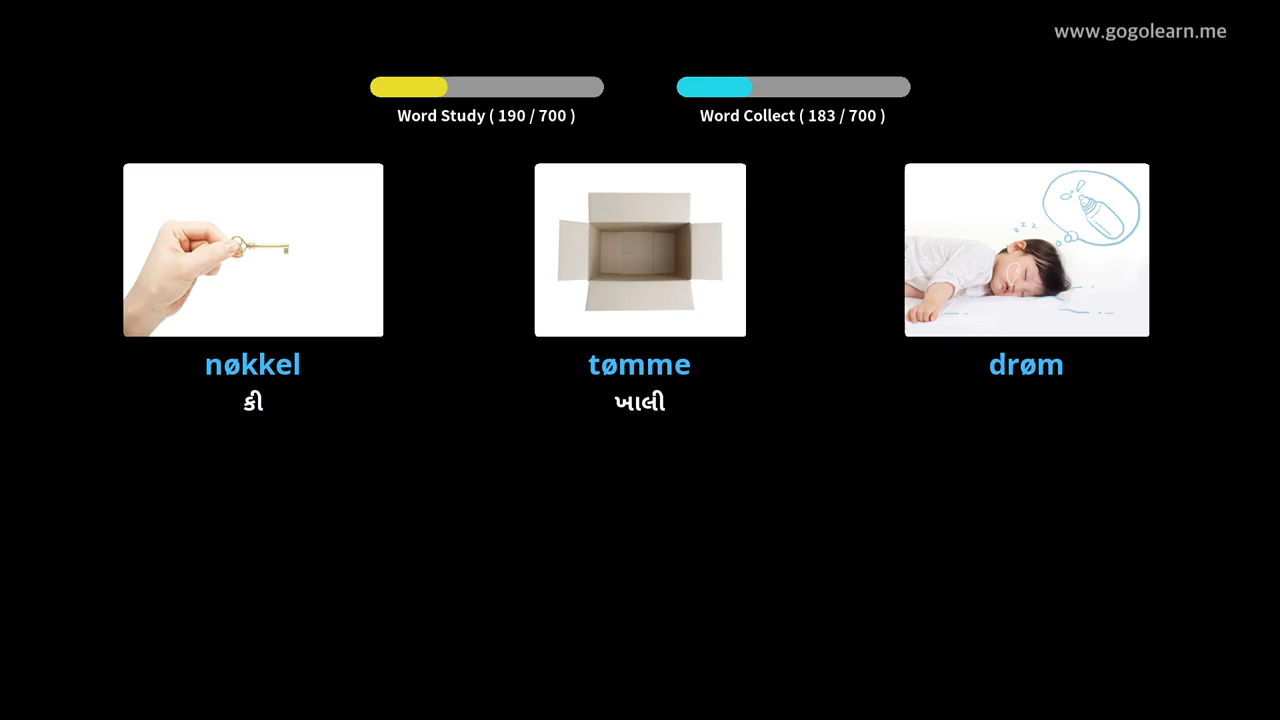 www.gogolearn.me
Word Study ( 190 / 700 )
Word Collect ( 183 / 700 )
nøkkel
કી
tømme
ખાલી
drøm